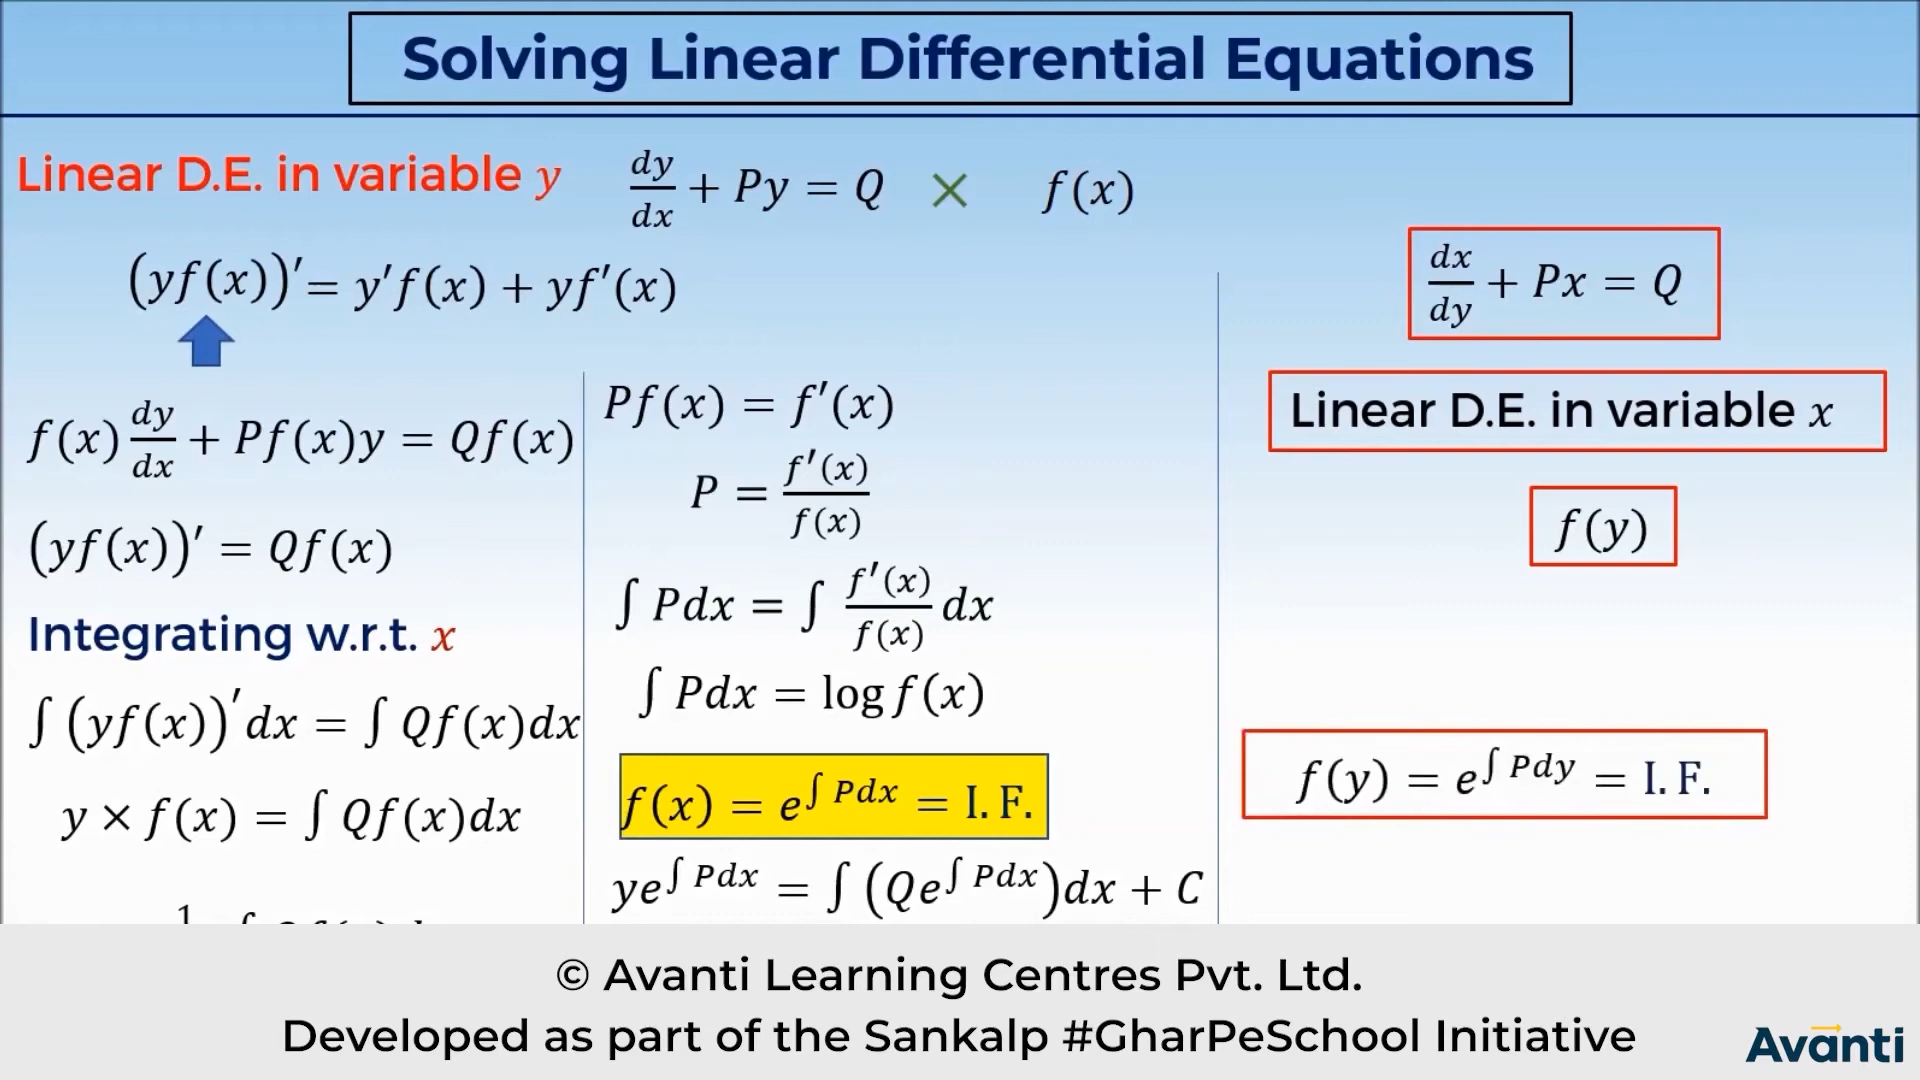 Solving Linear Differential Equations
Linear D.E. in variable y
dy/dx + Py = Q × f(x)
(yf(x))′ = y′f(x) + yf′(x)
f(x) dy/dx + Pf(x)y = Qf(x)
(yf(x))′ = Qf(x)
Integrating w.r.t. x
∫ (yf(x))′dx = ∫ Qf(x)dx
y × f(x) = ∫ Qf(x)dx
Pf(x) = f′(x)
P = f′(x)/f(x)
∫ Pdx = ∫ f′(x)/f(x) dx
∫ Pdx = log f(x)
f(x) = e^∫ Pdx = I. F.
ye^∫ Pdx = ∫ (Qe^∫ Pdx)dx + C
dx/dy + Px = Q
Linear D.E. in variable x
f(y)
f(y) = e^∫ Pdy = I. F.
© Avanti Learning Centres Pvt. Ltd.
Developed as part of the Sankalp #GharPeSchool Initiative
Avanti